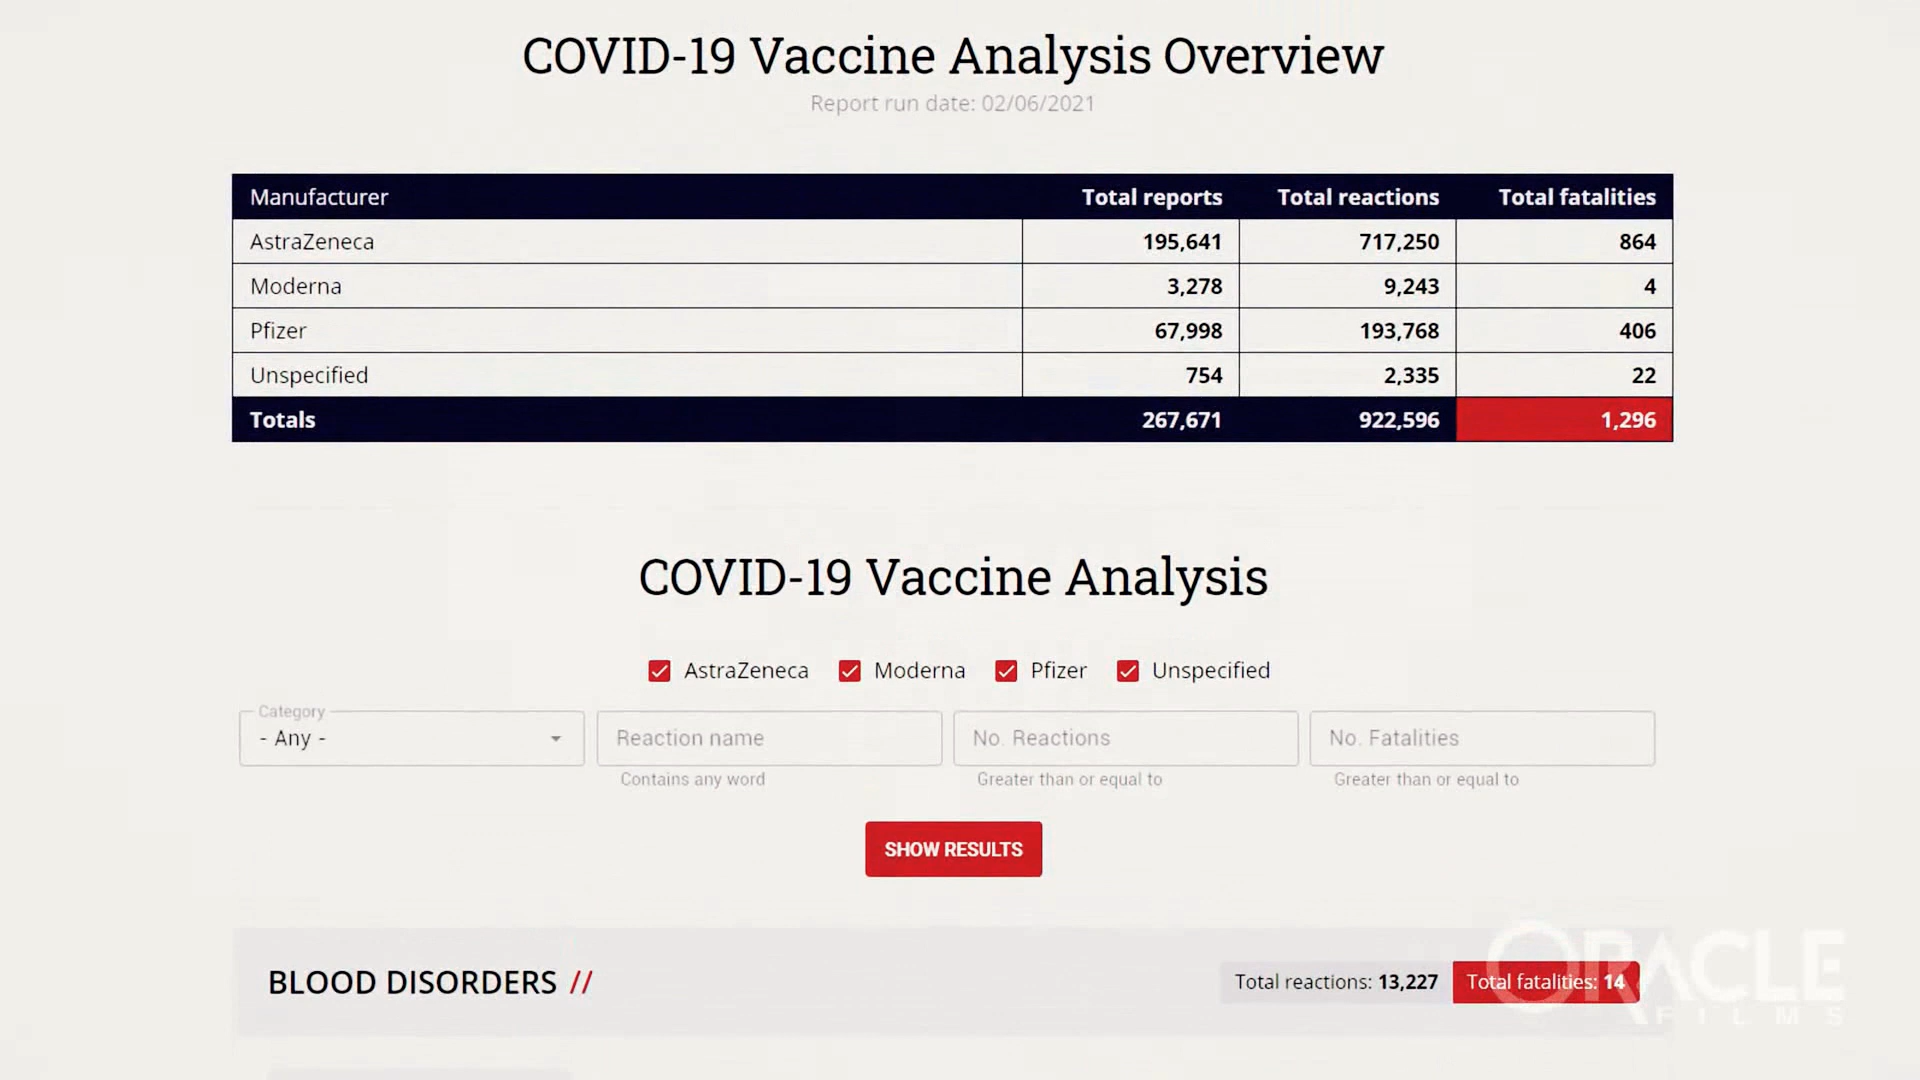 COVID-19 Vaccine Analysis Overview
Report run date: 02/06/2021
Manufacturer Total reports Total reactions Total fatalities
AstraZeneca 195,641 717,250 864
Moderna 3,278 9,243 4
Pfizer 67,998 193,768 406
Unspecified 754 2,335 22
Totals 267,671 922,596 1,296
COVID-19 Vaccine Analysis
AstraZeneca Moderna Pfizer Unspecified
Category
- Any - Reaction name No. Reactions No. Fatalities
Contains any word Greater than or equal to Greater than or equal to
SHOW RESULTS
BLOOD DISORDERS // Total reactions: 13,227 Total fatalities: 14
ORACLE
FILMS